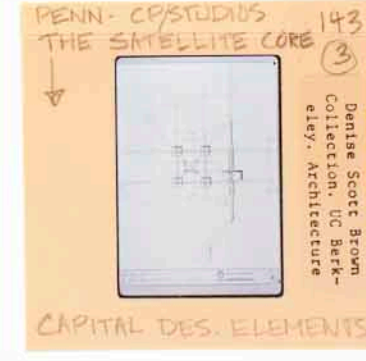 PENN- CP/STUDIOS
THE SATELLITE CORE
143
3
Denise Scott Brown
Collection, UC Berk-
eley. Architecture
CAPITAL DES. ELEMENTS